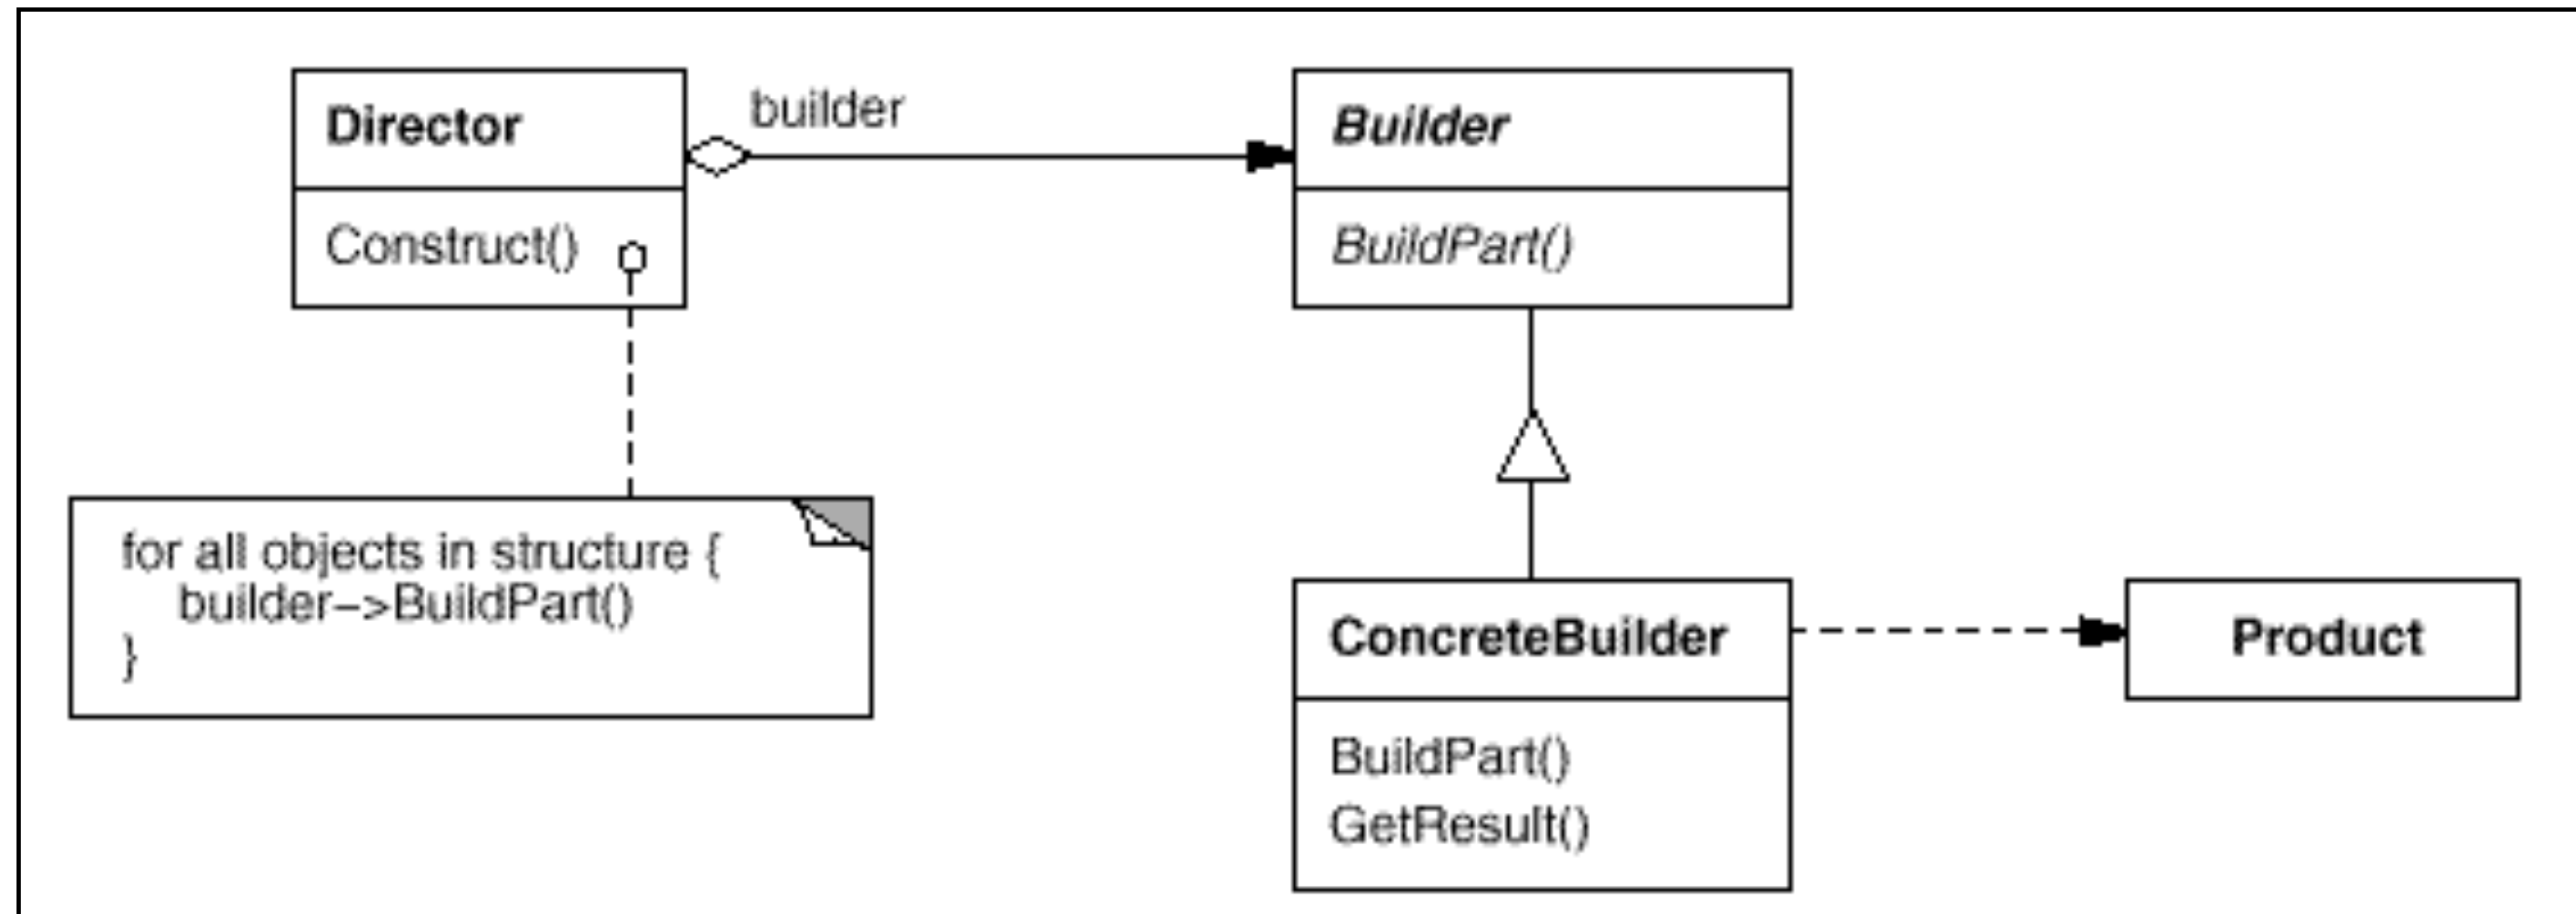 Director
builder
Builder
Construct()
BuildPart()
for all objects in structure {
builder–>BuildPart()
}
ConcreteBuilder
Product
BuildPart()
GetResult()